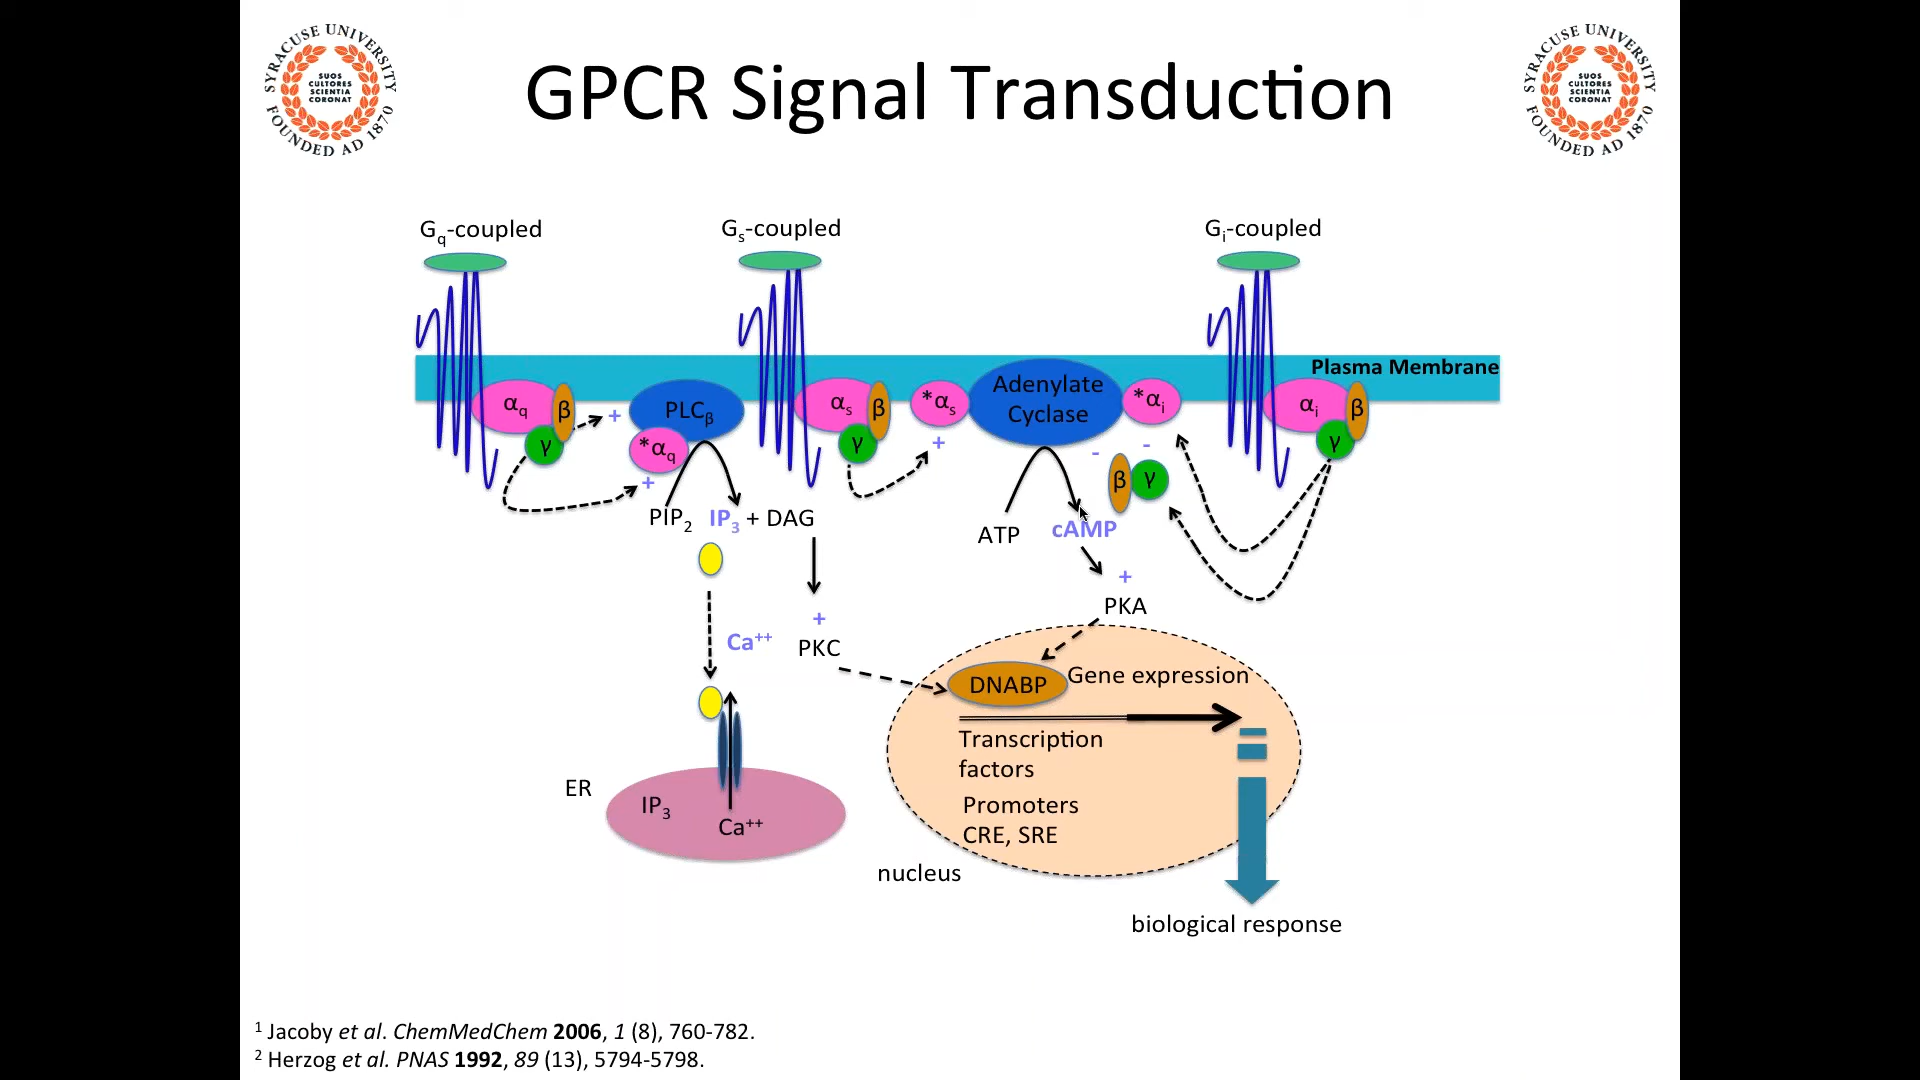 SYRACUSE UNIVERSITY
FOUNDED AD 1870
SUOS
CULTORES
SCIENTIA
CORONAT
GPCR Signal Transduction
SYRACUSE UNIVERSITY
FOUNDED AD 1870
SUOS
CULTORES
SCIENTIA
CORONAT
Gq-coupled
Gs-coupled
Gi-coupled
Plasma Membrane
αq
β
γ
+
PLCβ
*αq
+
αs
β
γ
*αs
+
Adenylate
Cyclase
*αi
-
-
β
γ
αi
β
γ
PIP2
IP3 + DAG
ATP
cAMP
+
PKA
Ca++
+
PKC
DNABP
Gene expression
Transcription
factors
Promoters
CRE, SRE
ER
IP3
Ca++
nucleus
biological response
1 Jacoby et al. ChemMedChem 2006, 1 (8), 760-782.
2 Herzog et al. PNAS 1992, 89 (13), 5794-5798.